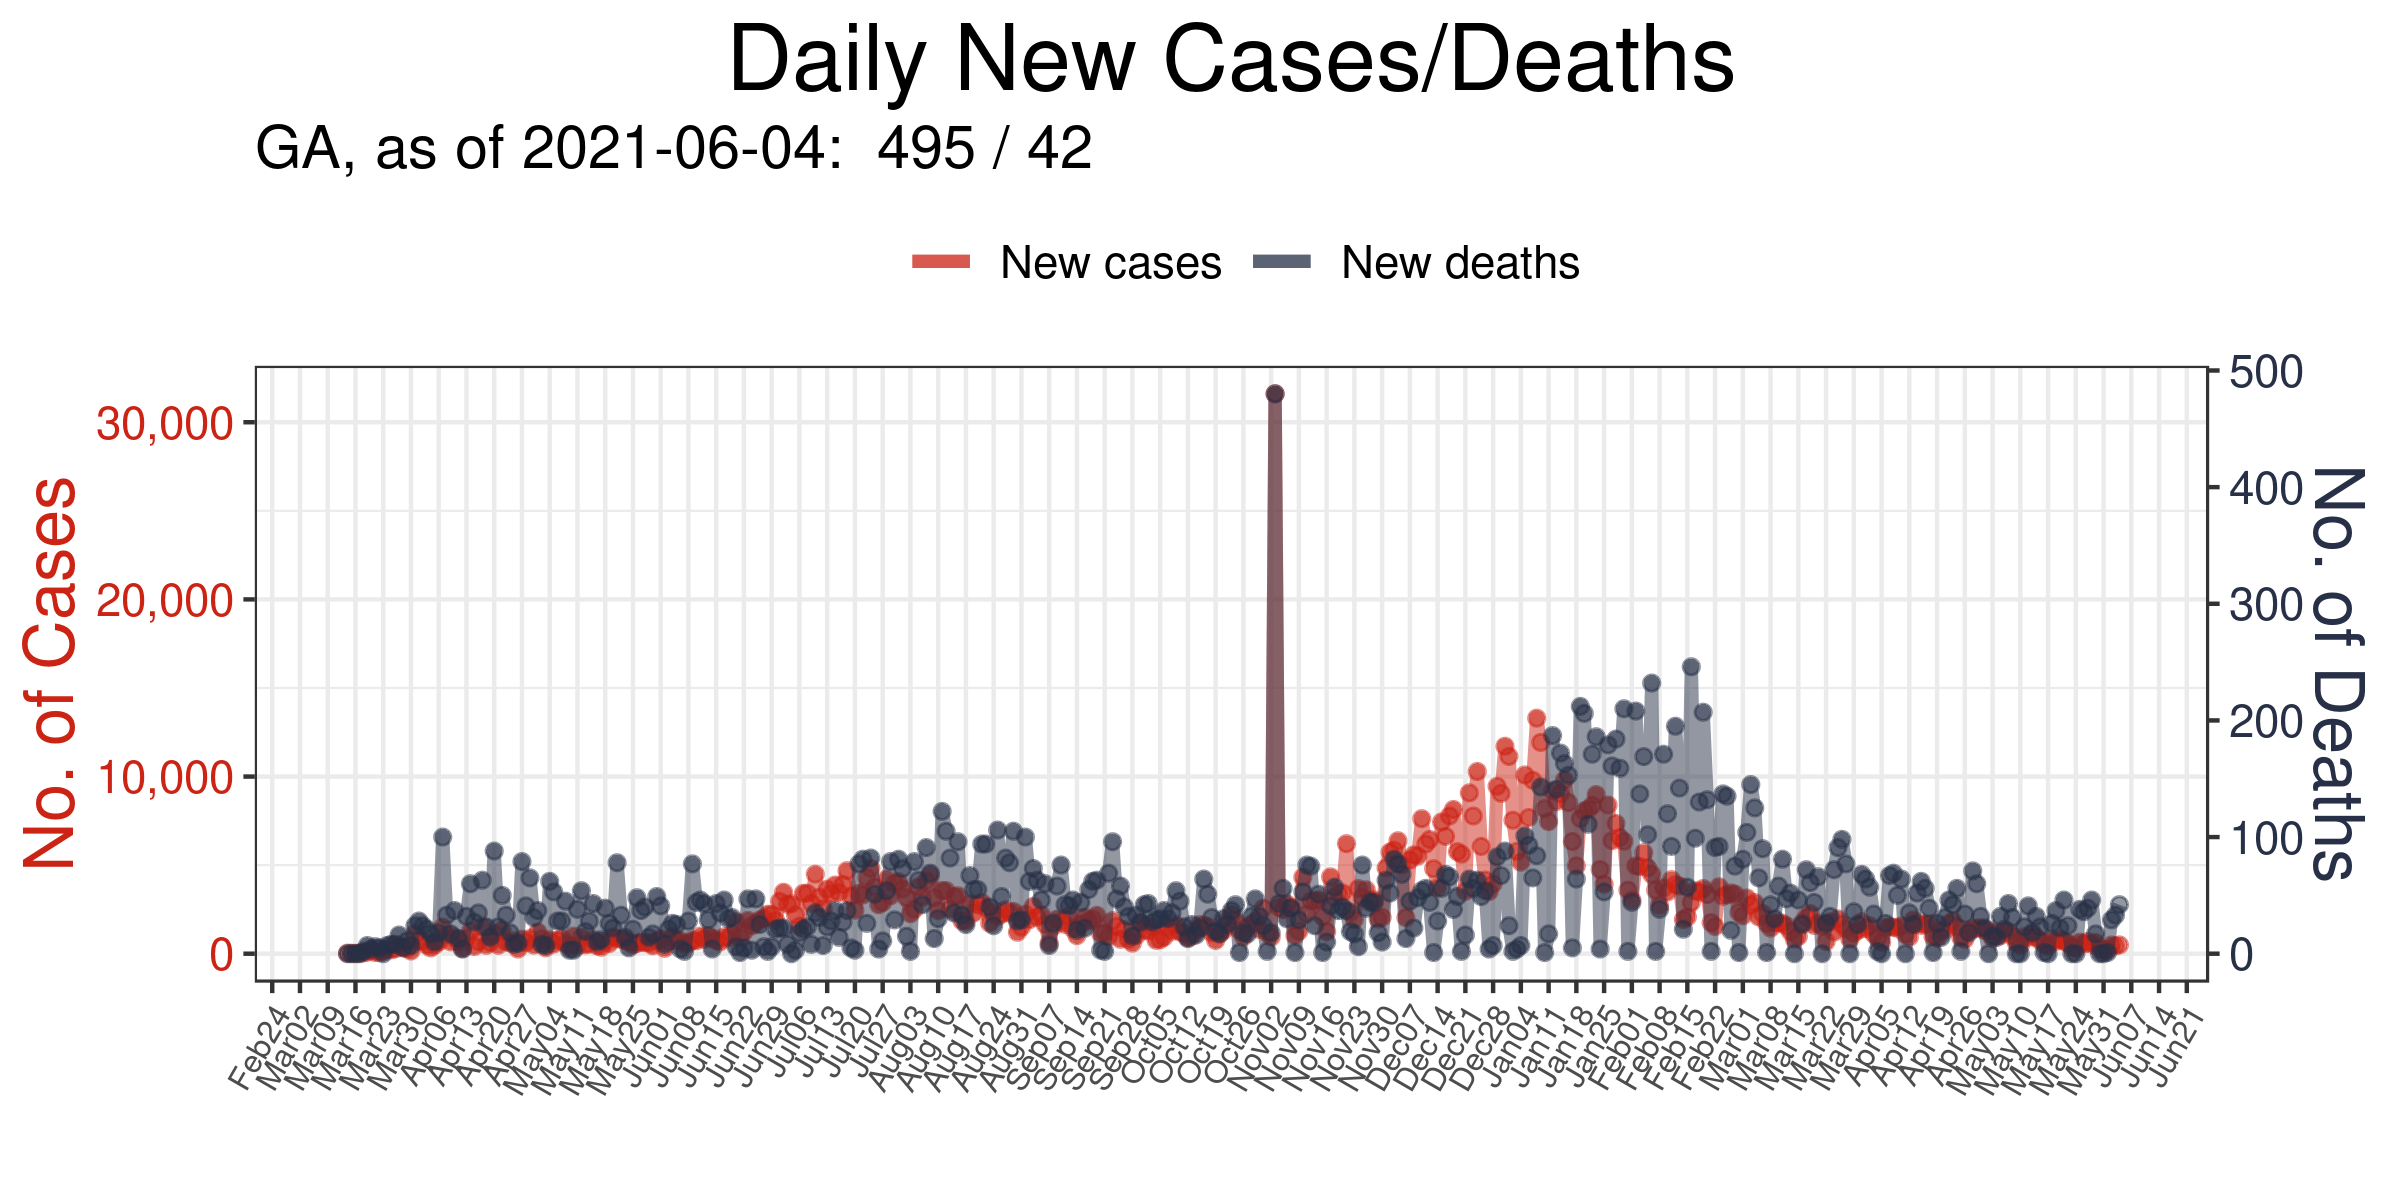 Daily New Cases/Deaths
GA, as of 2021-06-04:  495 / 42
New cases
New deaths
No. of Cases
30,000
20,000
10,000
0
500
400
300
200
100
0
No. of Deaths
Feb24
Mar02
Mar09
Mar16
Mar23
Mar30
Apr06
Apr13
Apr20
Apr27
May04
May11
May18
May25
Jun01
Jun08
Jun15
Jun22
Jun29
Jul06
Jul13
Jul20
Jul27
Aug03
Aug10
Aug17
Aug24
Aug31
Sep07
Sep14
Sep21
Sep28
Oct05
Oct12
Oct19
Oct26
Nov02
Nov09
Nov16
Nov23
Nov30
Dec07
Dec14
Dec21
Dec28
Jan04
Jan11
Jan18
Jan25
Feb01
Feb08
Feb15
Feb22
Mar01
Mar08
Mar15
Mar22
Mar29
Apr05
Apr12
Apr19
Apr26
May03
May10
May17
May24
May31
Jun07
Jun14
Jun21